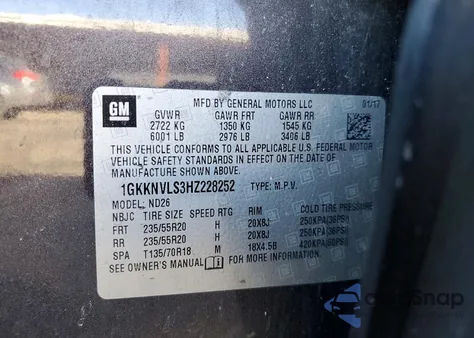 GM
MFD BY GENERAL MOTORS LLC 01/17
GVWR GAWR FRT GAWR RR
2722 KG 1350 KG 1545 KG
6001 LB 2976 LB 3406 LB
THIS VEHICLE CONFORMS TO ALL APPLICABLE U.S. FEDERAL MOTOR
VEHICLE SAFETY STANDARDS IN EFFECT ON THE DATE OF
MANUFACTURE SHOWN ABOVE.
1GKKNVLS3HZ228252 TYPE: M.P.V.
MODEL: ND26
NBJC TIRE SIZE SPEED RTG RIM COLD TIRE PRESSURE
FRT 235/55R20 H 20X8J 250KPA(36PSI)
RR 235/55R20 H 20X8J 250KPA(36PSI)
SPA T135/70R18 M 18X4.5B 420KPA(60PSI)
SEE OWNER'S MANUAL FOR MORE INFORMATION